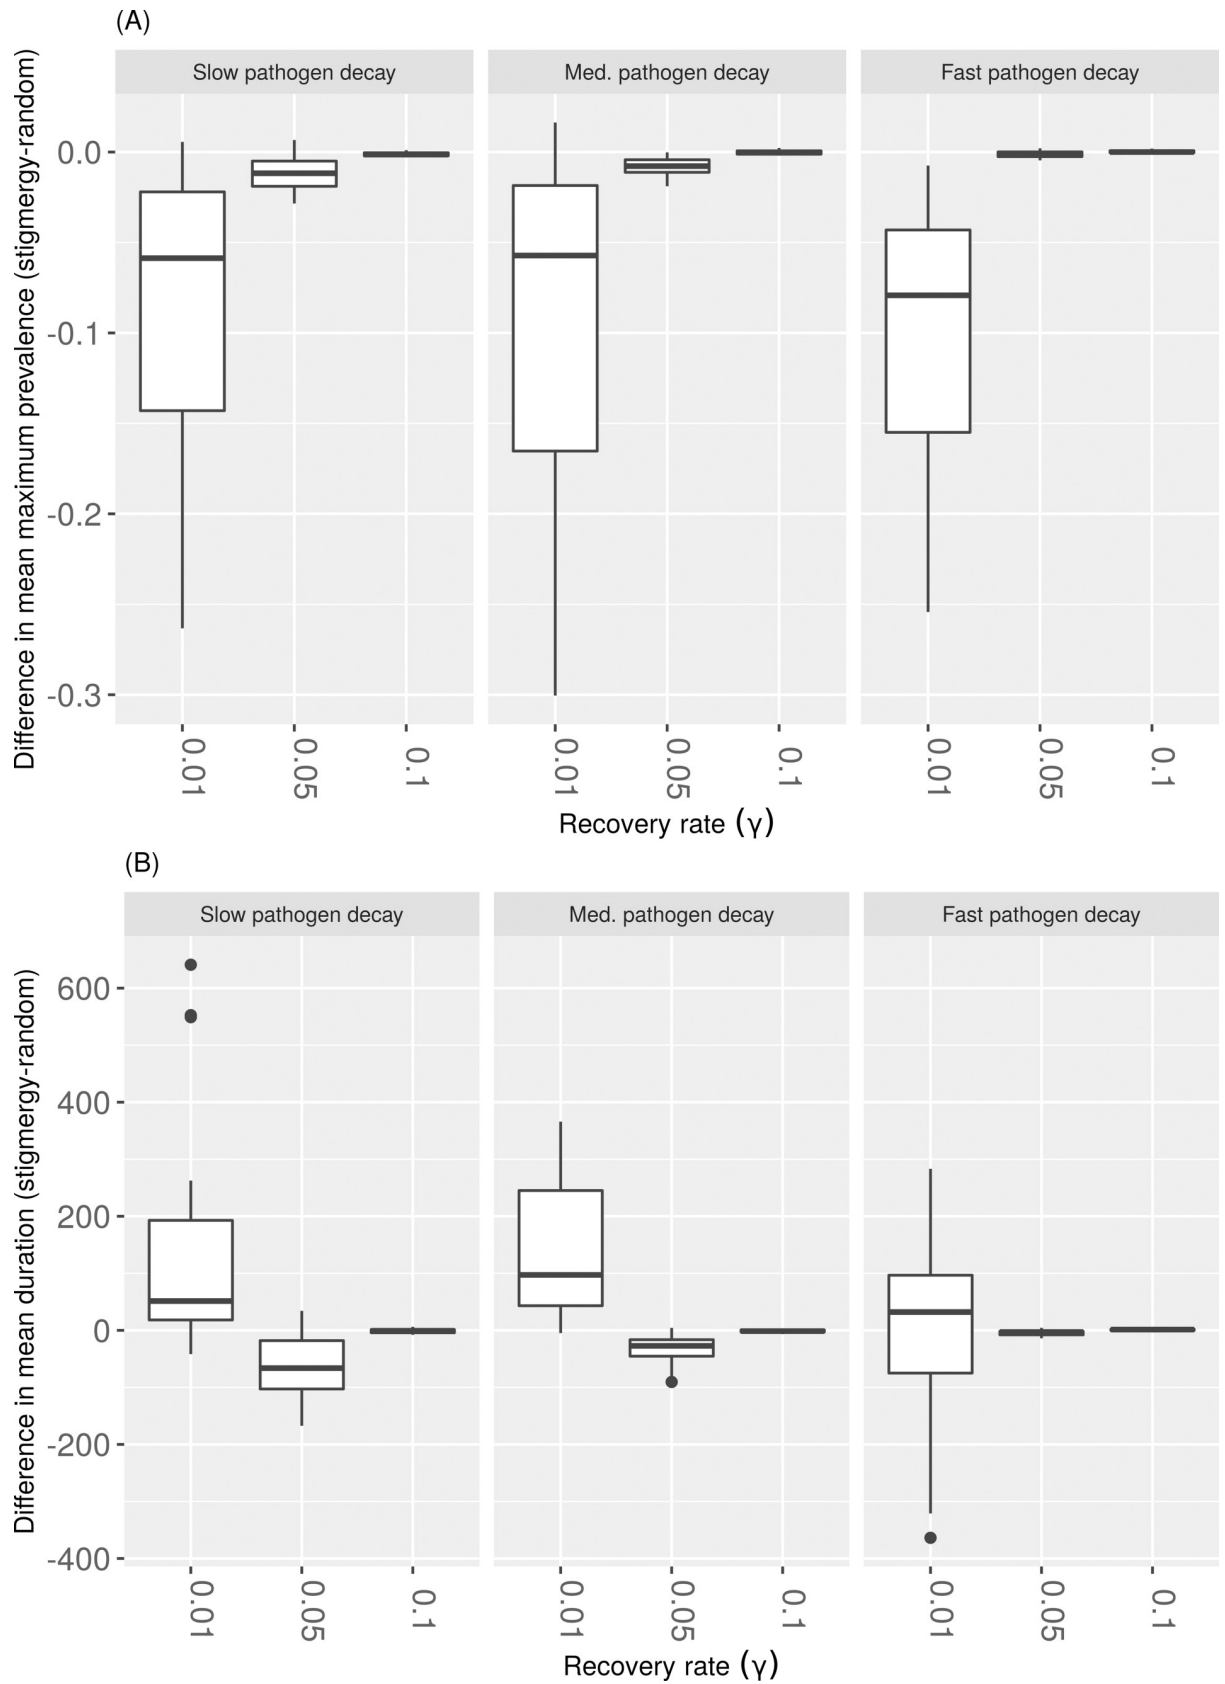 (A)
Difference in mean maximum prevalence (stigmergy-random)
Slow pathogen decay
Med. pathogen decay
Fast pathogen decay
0.0
-0.1
-0.2
-0.3
0.01
0.05
0.1
0.01
0.05
0.1
0.01
0.05
0.1
Recovery rate (γ)
(B)
Difference in mean duration (stigmergy-random)
Slow pathogen decay
Med. pathogen decay
Fast pathogen decay
600
400
200
0
-200
-400
0.01
0.05
0.1
0.01
0.05
0.1
0.01
0.05
0.1
Recovery rate (γ)